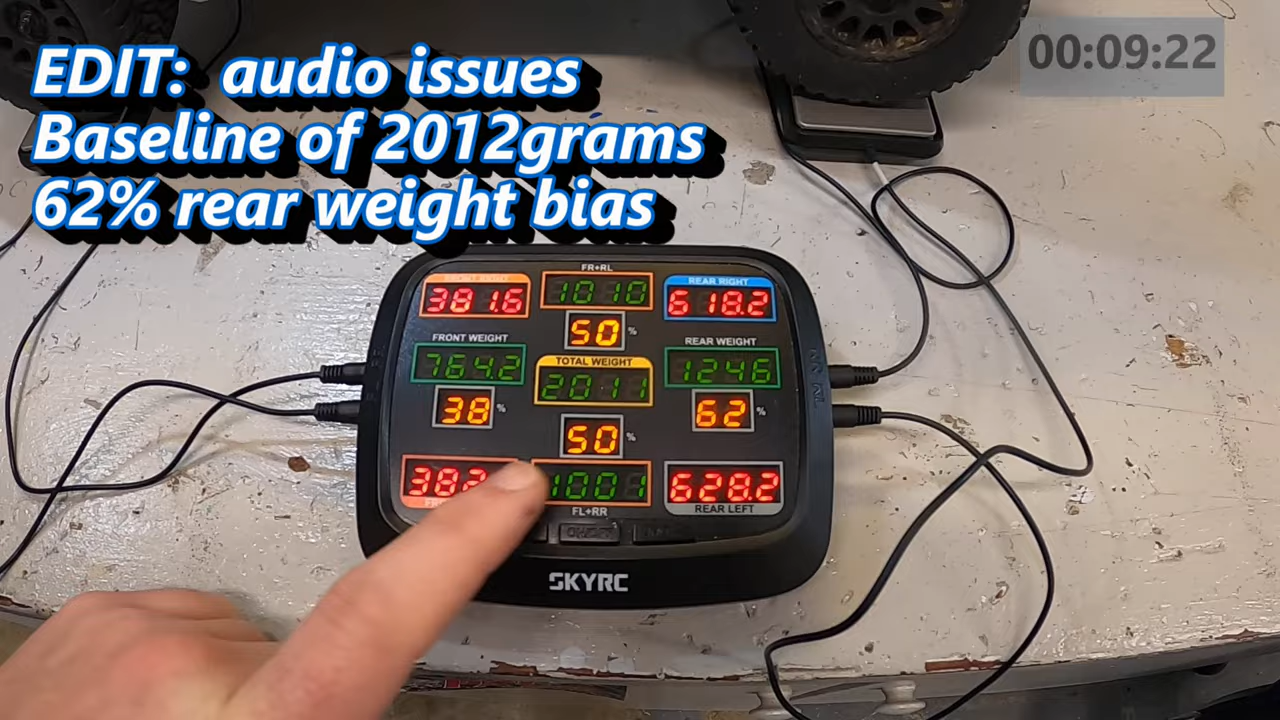 EDIT: audio issues
00:09:22
Baseline of 2012grams
62% rear weight bias
FRONT RIGHT
381.6
FR+RL
1010
50 %
REAR RIGHT
618.2
FRONT WEIGHT
764.2
38 %
TOTAL WEIGHT
2011
REAR WEIGHT
1246
62 %
50 %
1001
FL+RR
628.2
REAR LEFT
SKYRC